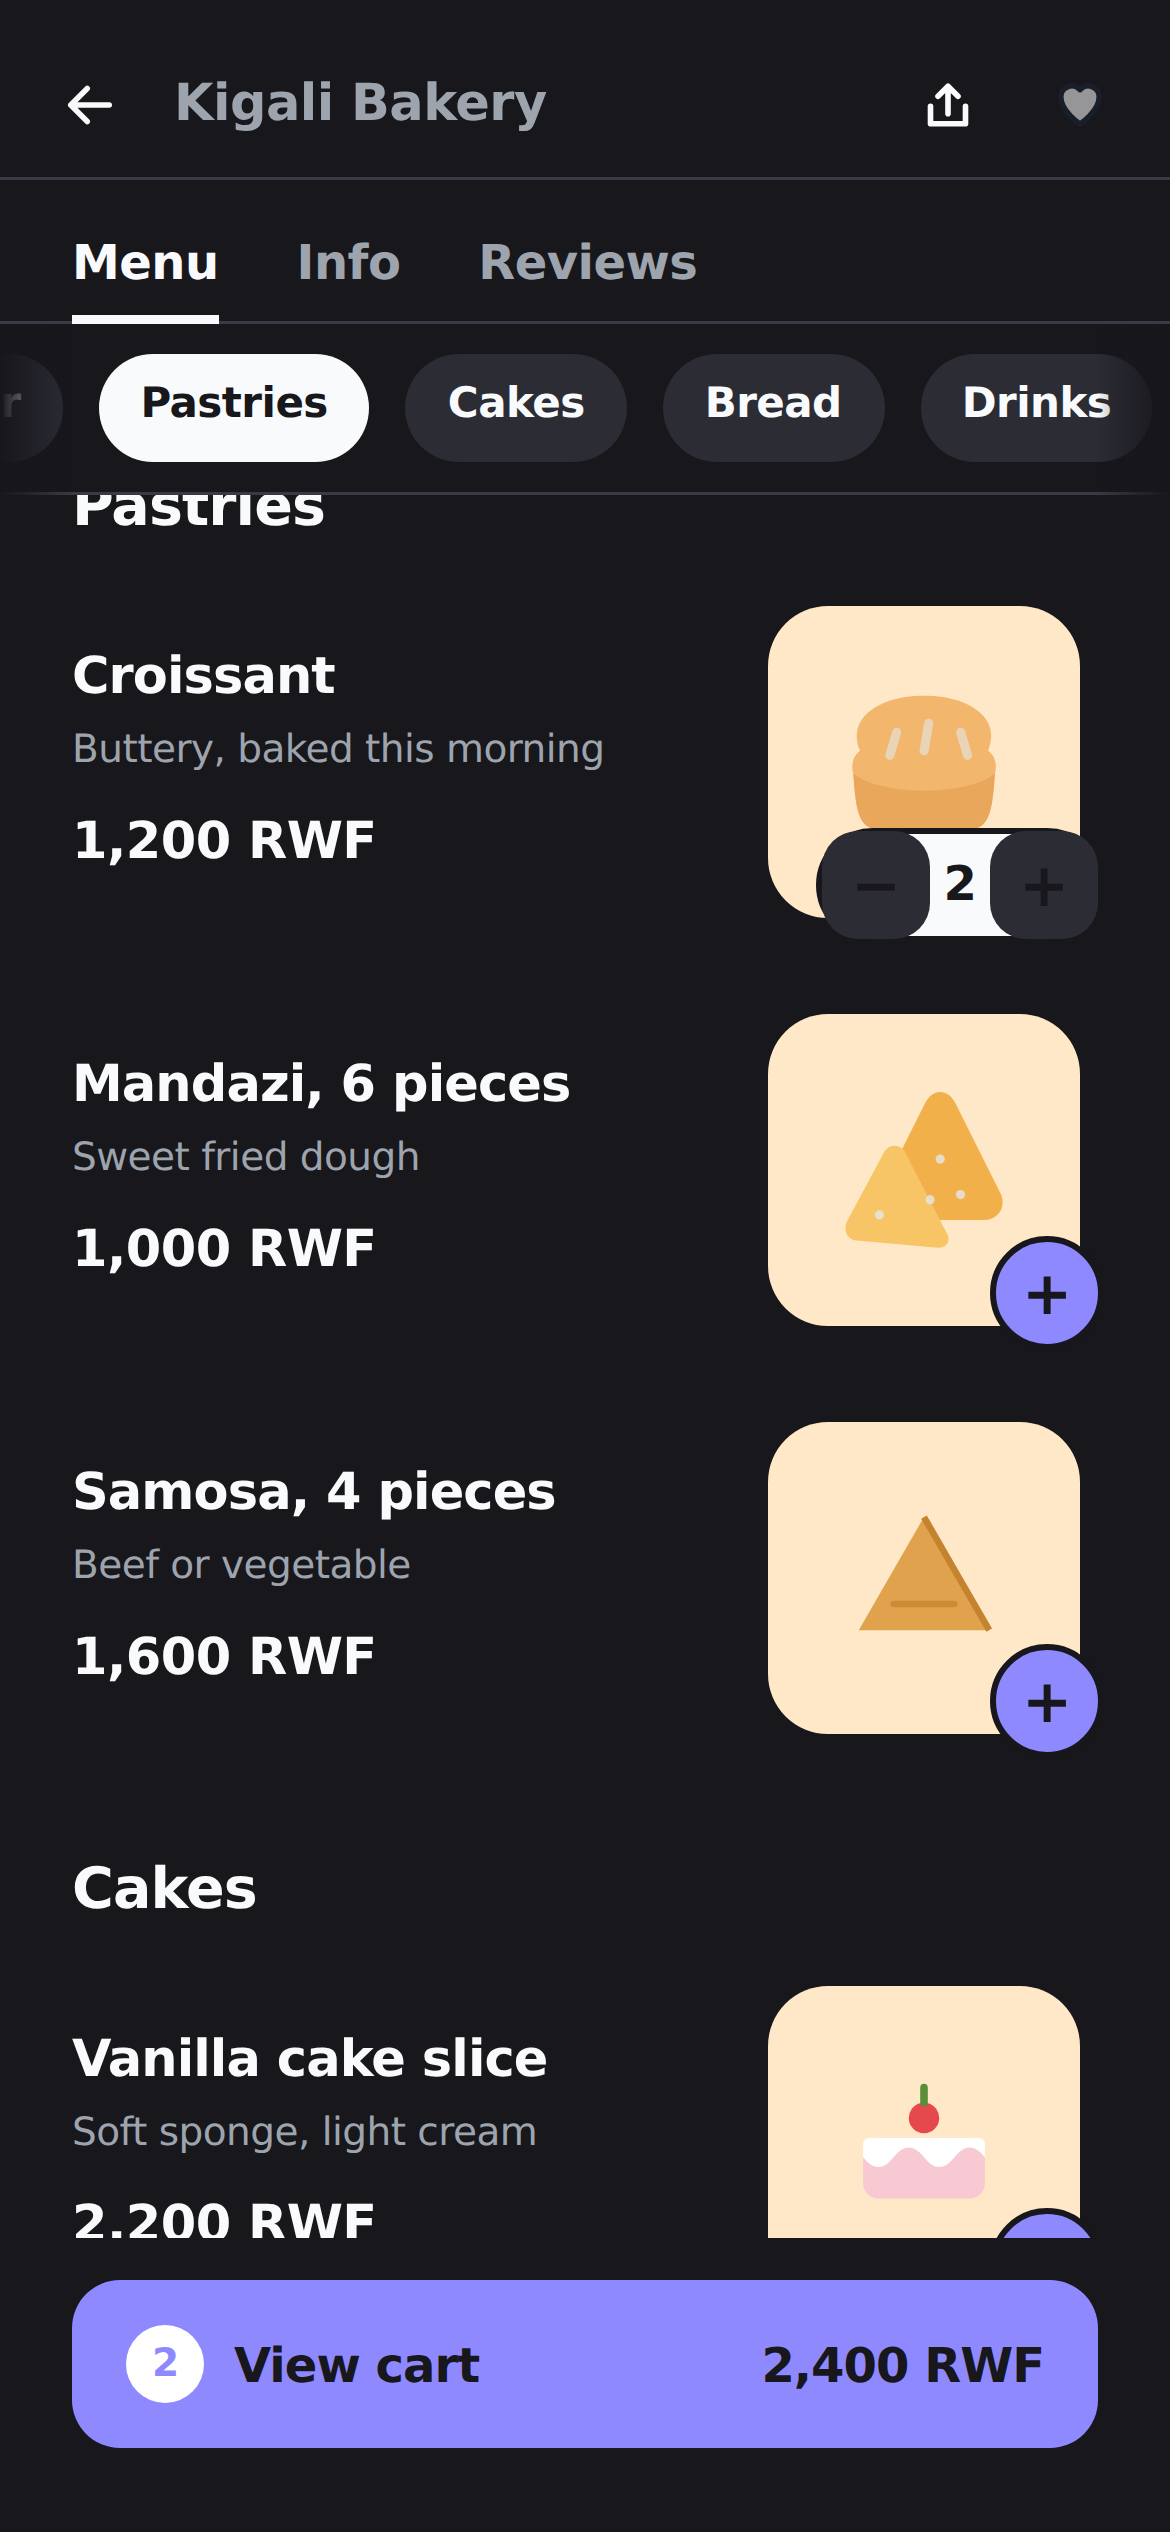 Kigali Bakery
Menu Info Reviews
r Pastries Cakes Bread Drinks
Pastries
Croissant
Buttery, baked this morning
1,200 RWF
− 2 +
Mandazi, 6 pieces
Sweet fried dough
1,000 RWF
+
Samosa, 4 pieces
Beef or vegetable
1,600 RWF
+
Cakes
Vanilla cake slice
Soft sponge, light cream
2,200 RWF
2 View cart 2,400 RWF